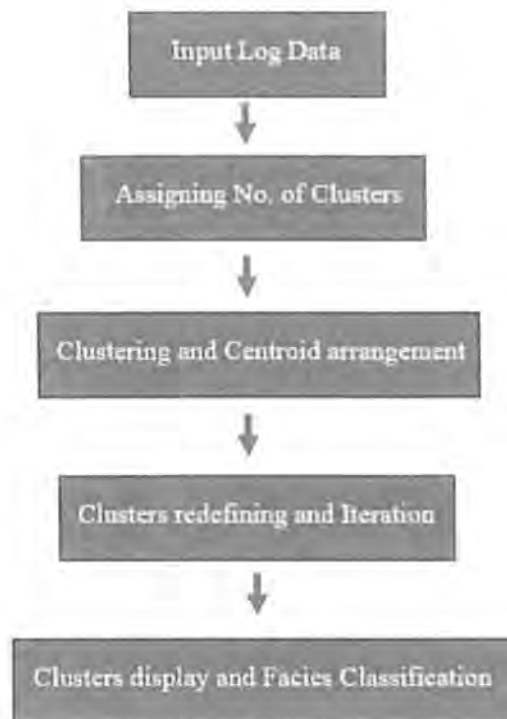 Input Log Data
Assigning No. of Clusters
Clustering and Centroid arrangement
Clusters redefining and Iteration
Clusters display and Facies Classification